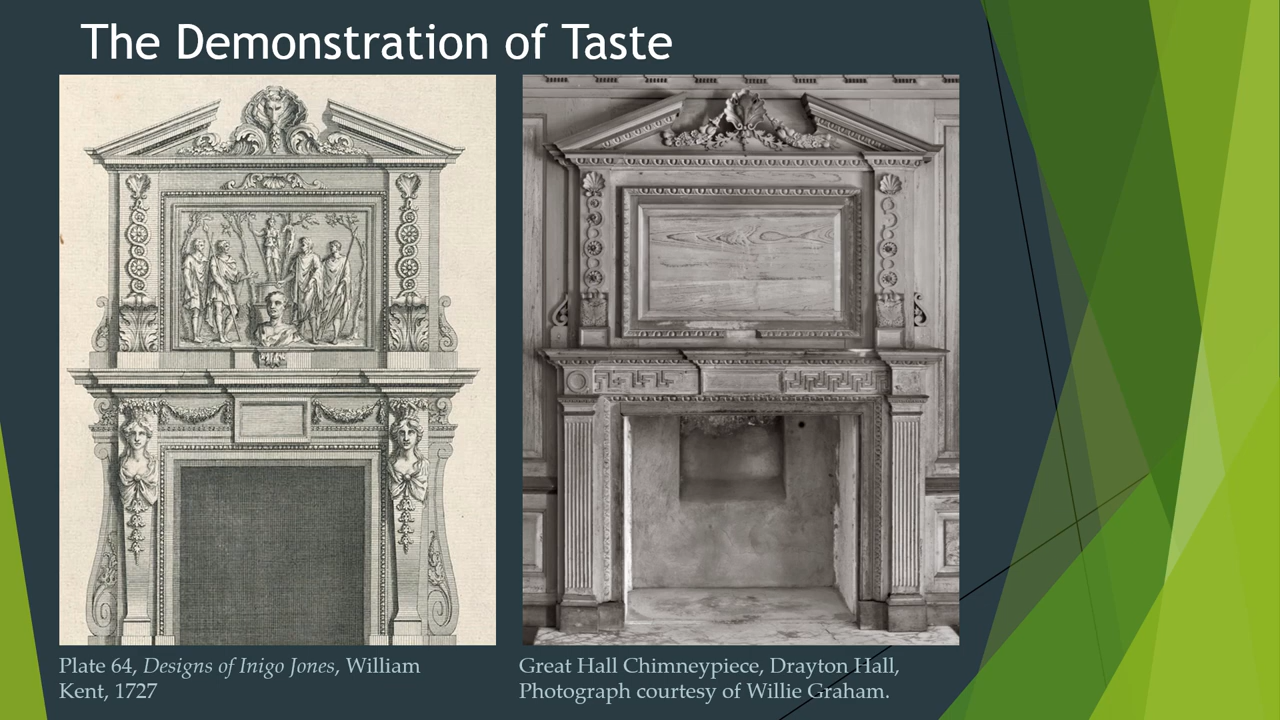 The Demonstration of Taste
Plate 64, Designs of Inigo Jones, William
Kent, 1727
Great Hall Chimneypiece, Drayton Hall,
Photograph courtesy of Willie Graham.